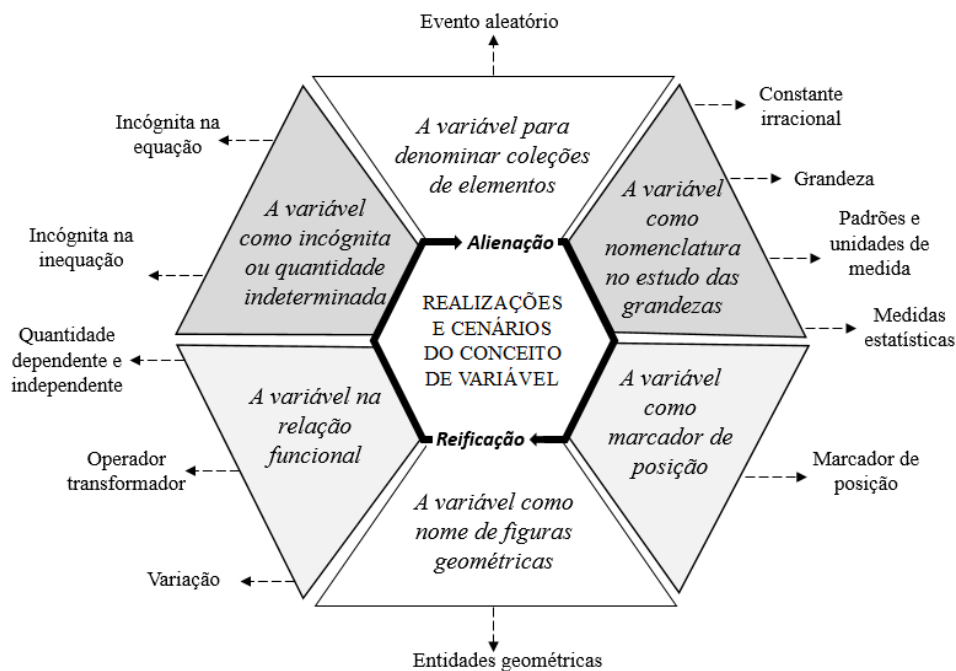 Evento aleatório
Incógnita na
equação
A variável para
denominar coleções
de elementos
Constante
irracional
Grandeza
A variável
como incógnita
ou quantidade
indeterminada
A variável
como
nomenclatura
no estudo das
grandezas
Padrões e
unidades de
medida
Incógnita na
inequação
Alienação
REALIZAÇÕES
E CENÁRIOS
DO CONCEITO
DE VARIÁVEL
Medidas
estatísticas
Quantidade
dependente e
independente
A variável na
relação
funcional
Reificação
A variável
como
marcador de
posição
Operador
transformador
Marcador de
posição
A variável como
nome de figuras
geométricas
Variação
Entidades geométricas